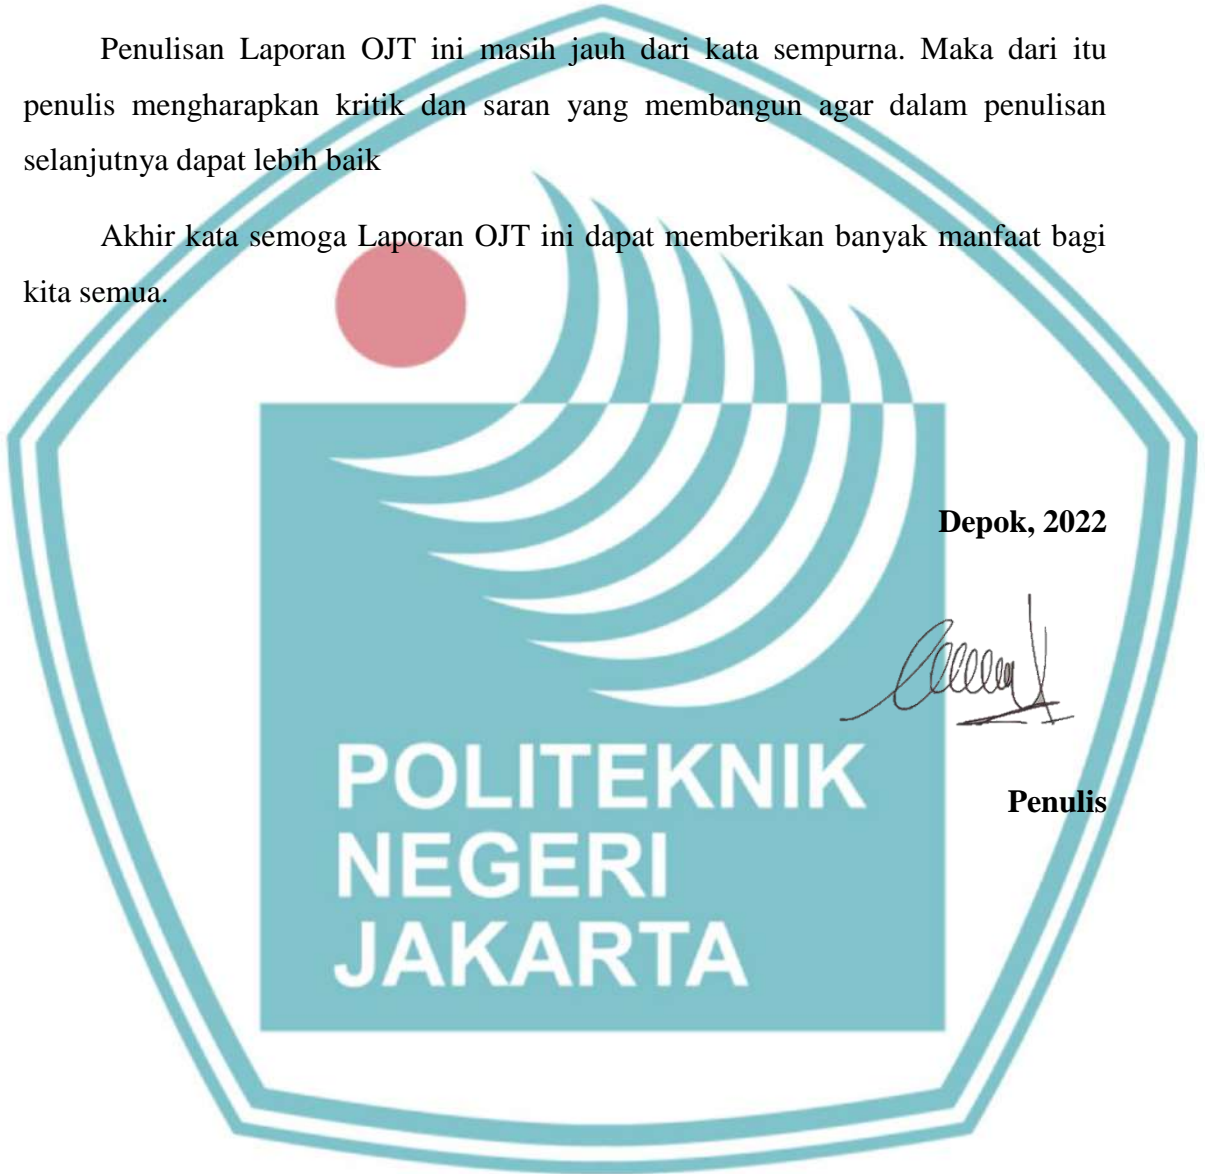 Penulisan Laporan OJT ini masih jauh dari kata sempurna. Maka dari itu
penulis mengharapkan kritik dan saran yang membangun agar dalam penulisan
selanjutnya dapat lebih baik
Akhir kata semoga Laporan OJT ini dapat memberikan banyak manfaat bagi
kita semua.
Depok, 2022
Penulis
POLITEKNIK
NEGERI
JAKARTA